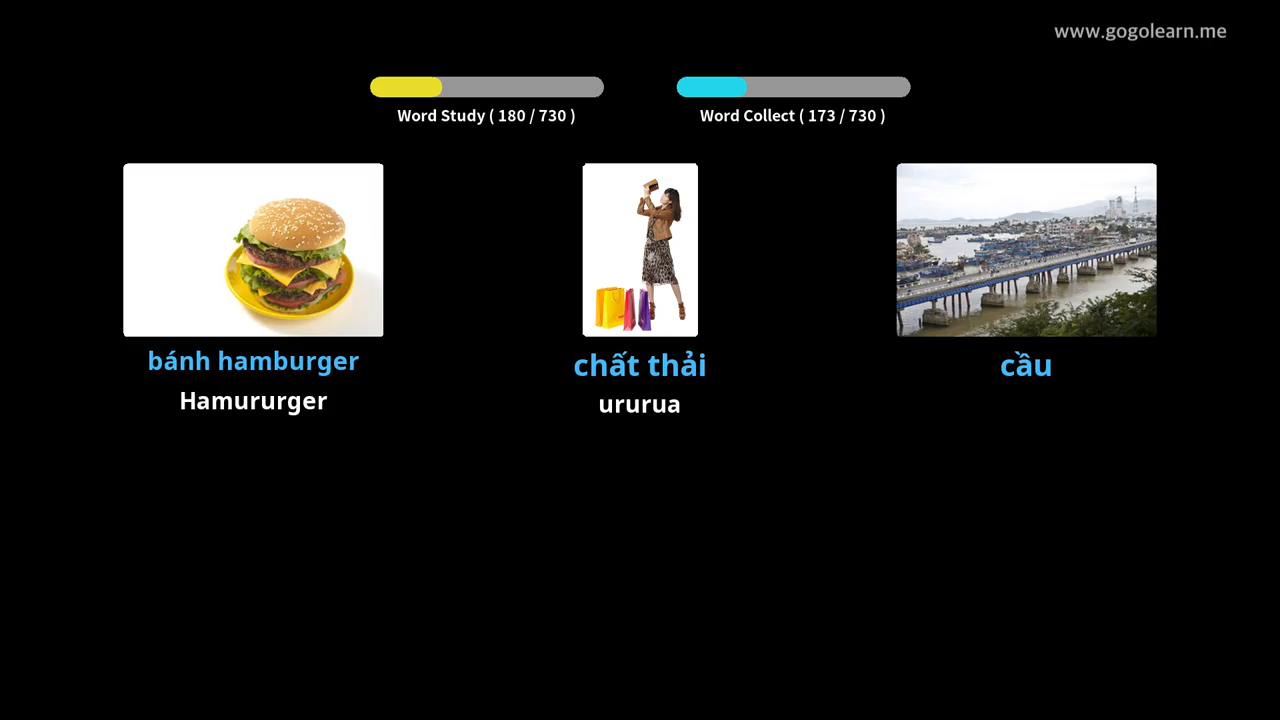 www.gogolearn.me
Word Study ( 180 / 730 )
Word Collect ( 173 / 730 )
bánh hamburger
Hamururger
chất thải
ururua
cầu